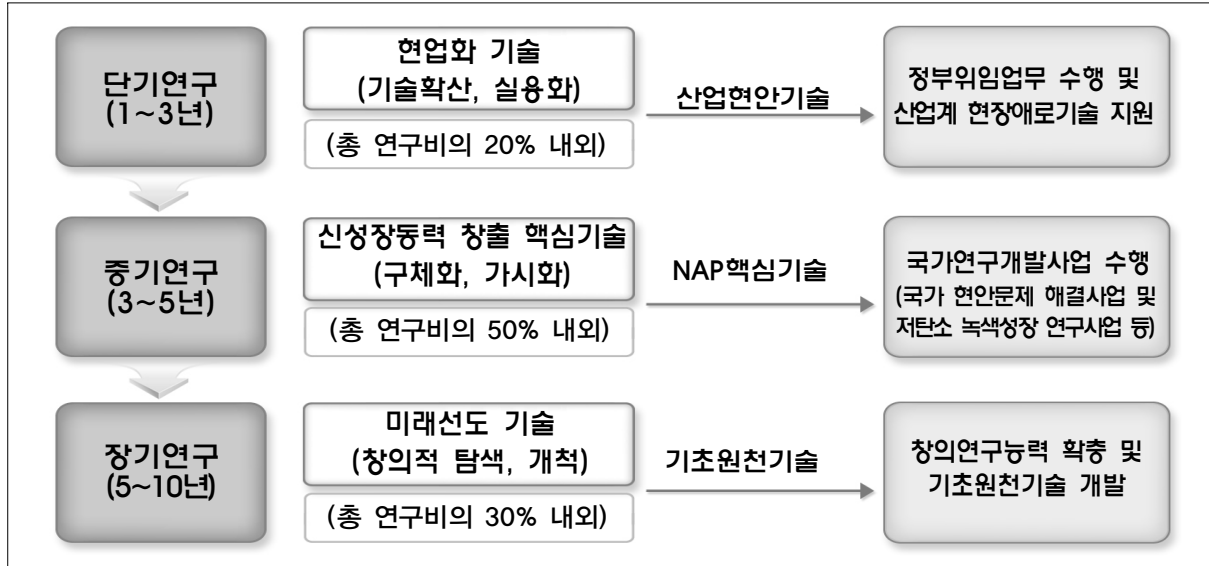 단기연구
(1~3년)
현업화 기술
(기술확산, 실용화)
(총 연구비의 20% 내외)
산업현안기술
정부위임업무 수행 및
산업계 현장애로기술 지원
중기연구
(3~5년)
신성장동력 창출 핵심기술
(구체화, 가시화)
(총 연구비의 50% 내외)
NAP핵심기술
국가연구개발사업 수행
(국가 현안문제 해결사업 및
저탄소 녹색성장 연구사업 등)
장기연구
(5~10년)
미래선도 기술
(창의적 탐색, 개척)
(총 연구비의 30% 내외)
기초원천기술
창의연구능력 확충 및
기초원천기술 개발